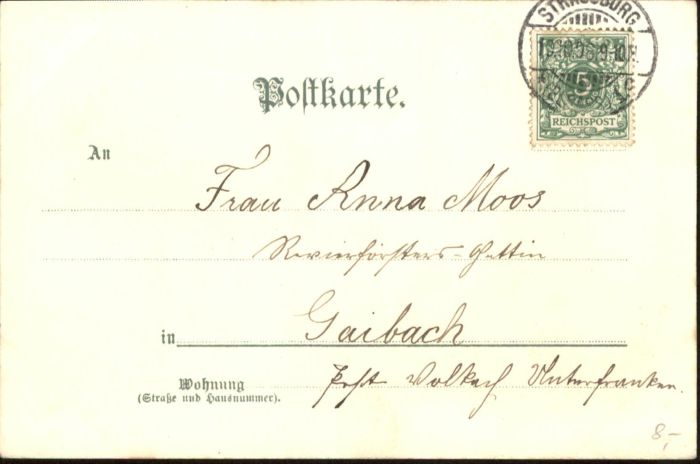 STRASSBURG
5
REICHSPOST
Postkarte.
An
Frau Anna Moos
Revierförsters-Gattin
in Gaibach
Wohnung
(Straße und Hausnummer).
Post Volkach Unterfranken.
8,-